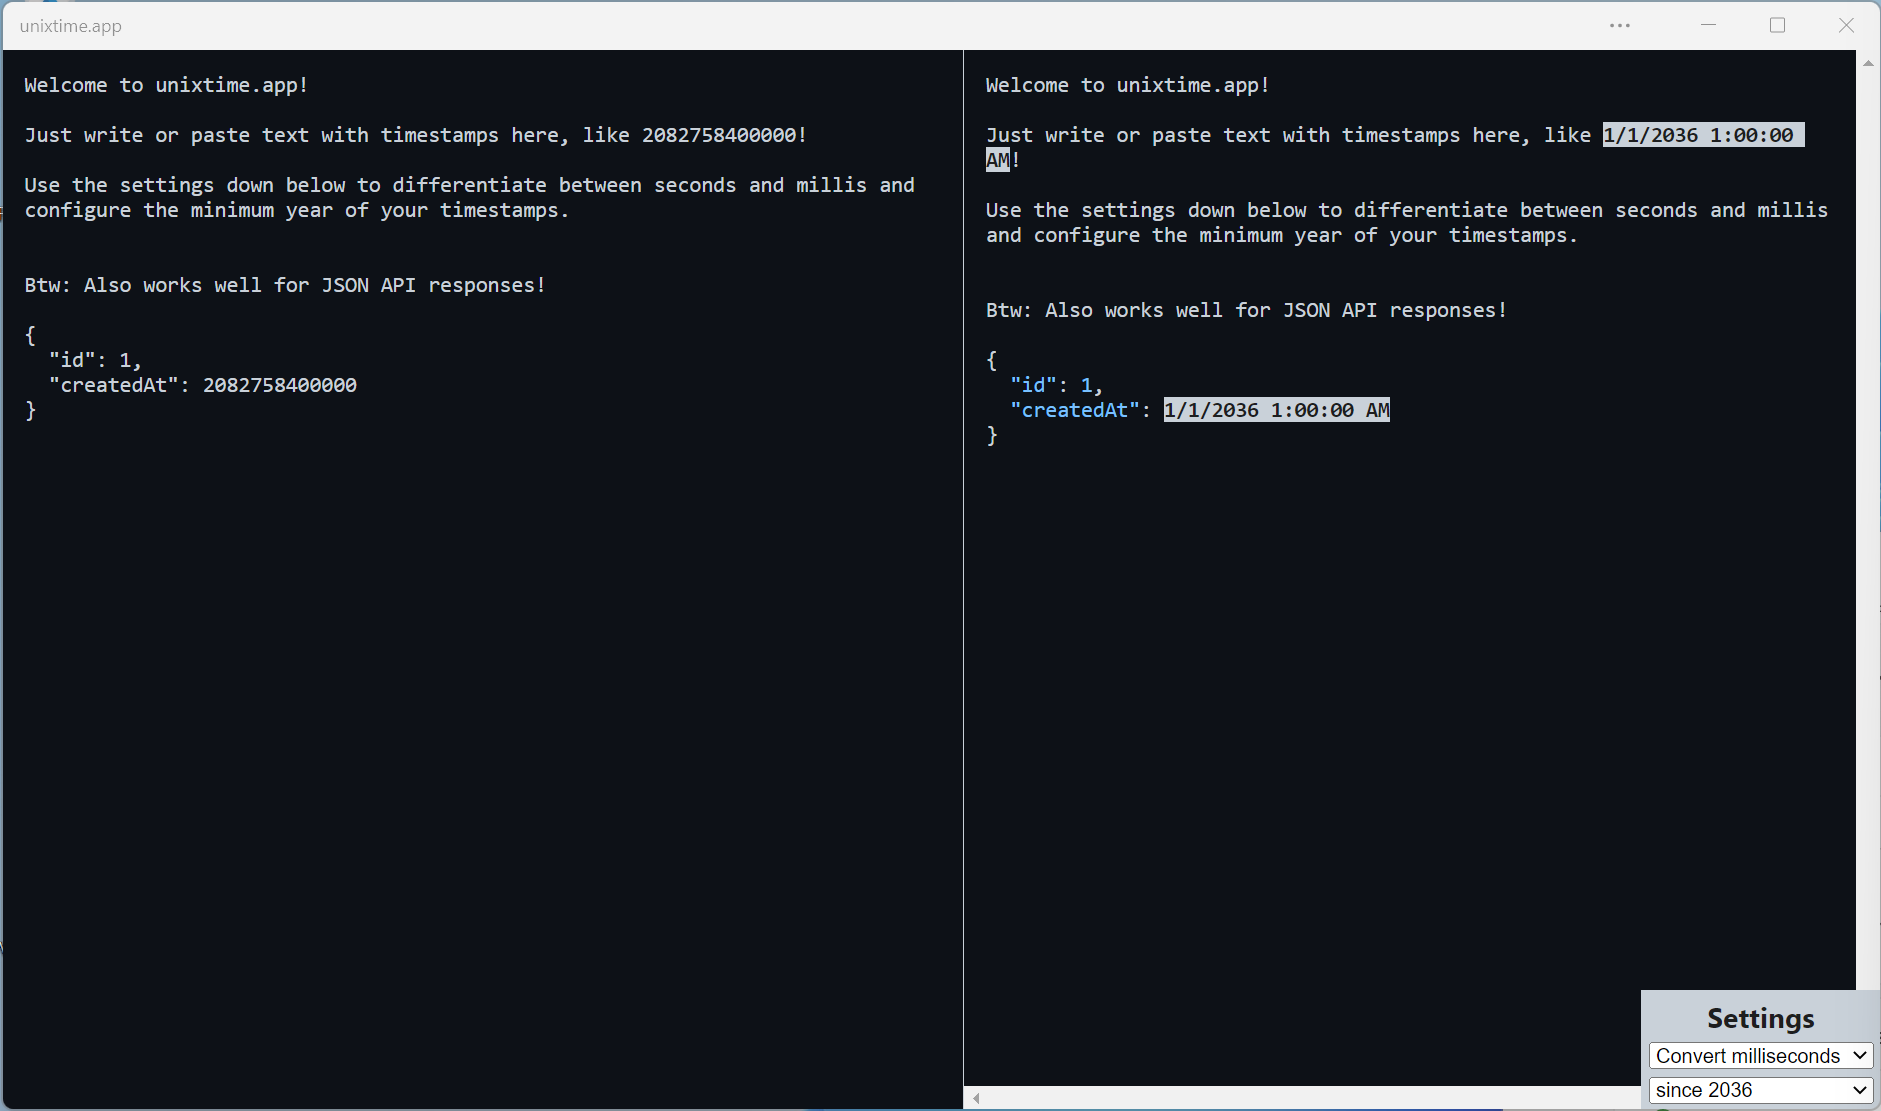 unixtime.app
Welcome to unixtime.app!
Just write or paste text with timestamps here, like 2082758400000!
Use the settings down below to differentiate between seconds and millis and
configure the minimum year of your timestamps.
Btw: Also works well for JSON API responses!
{
  "id": 1,
  "createdAt": 2082758400000
}
Welcome to unixtime.app!
Just write or paste text with timestamps here, like 1/1/2036 1:00:00
AM!
Use the settings down below to differentiate between seconds and millis
and configure the minimum year of your timestamps.
Btw: Also works well for JSON API responses!
{
  "id": 1,
  "createdAt": 1/1/2036 1:00:00 AM
}
Settings
Convert milliseconds
since 2036